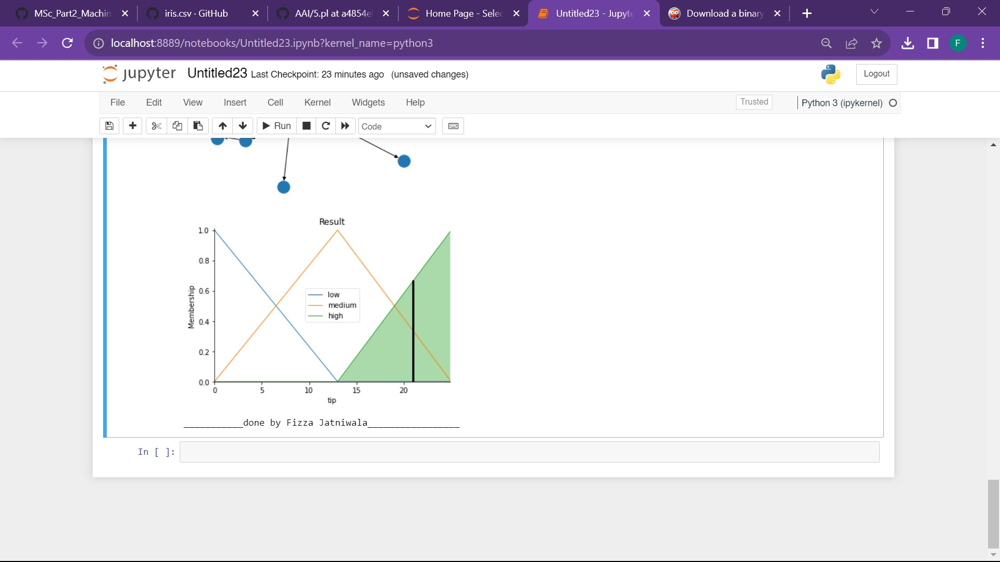 MSc_Part2_Machin
iris.csv · GitHub
AAI/5.pl at a4854e
Home Page - Selec
Untitled23 - Jupyte
Download a binary
localhost:8889/notebooks/Untitled23.ipynb?kernel_name=python3
F
jupyter Untitled23 Last Checkpoint: 23 minutes ago (unsaved changes)
Logout
File Edit View Insert Cell Kernel Widgets Help
Trusted
Python 3 (ipykernel)
Run
Code
Result
1.0
0.8
0.6
0.4
0.2
0.0
Membership
low
medium
high
0 5 10 15 20
tip
___________done by Fizza Jatniwala_________________
In [ ]: